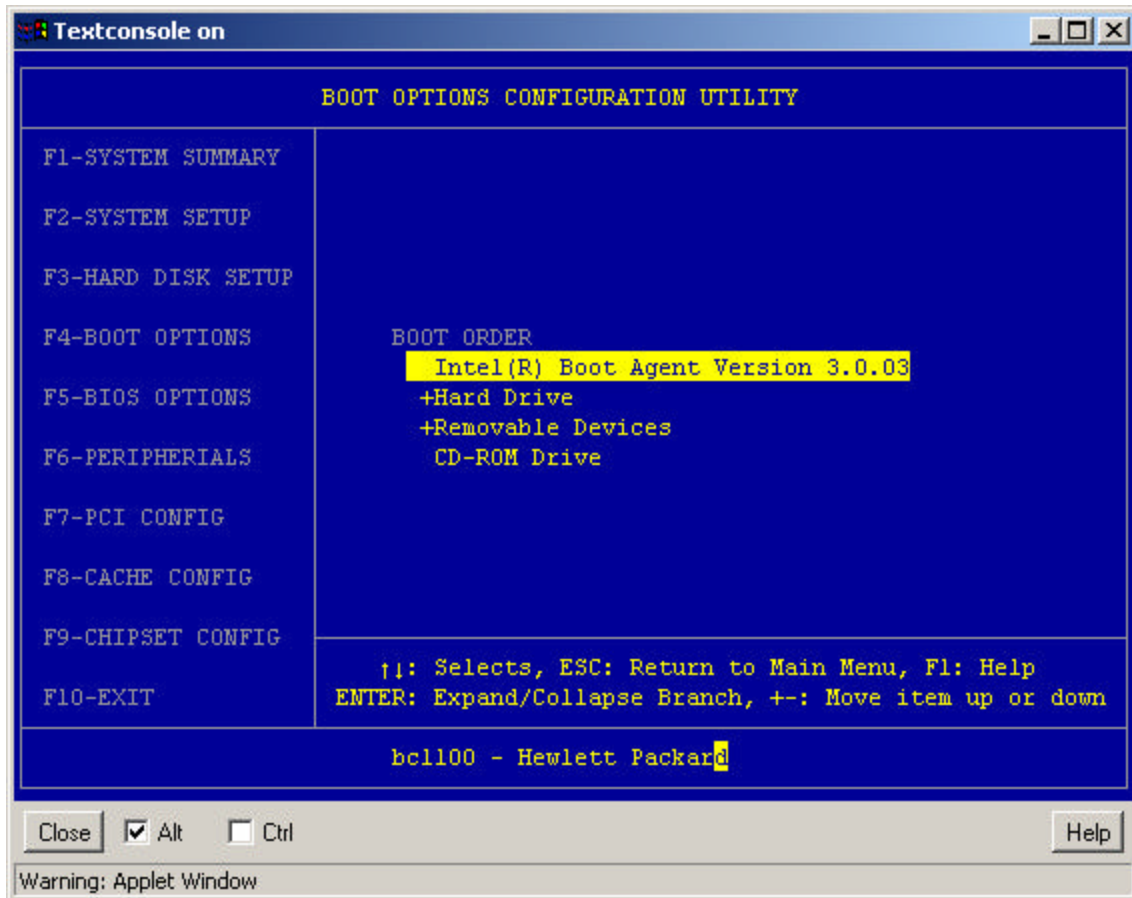 Textconsole on
BOOT OPTIONS CONFIGURATION UTILITY
F1-SYSTEM SUMMARY
F2-SYSTEM SETUP
F3-HARD DISK SETUP
F4-BOOT OPTIONS
F5-BIOS OPTIONS
F6-PERIPHERIALS
F7-PCI CONFIG
F8-CACHE CONFIG
F9-CHIPSET CONFIG
F10-EXIT
BOOT ORDER
Intel(R) Boot Agent Version 3.0.03
+Hard Drive
+Removable Devices
CD-ROM Drive
↑↓: Selects, ESC: Return to Main Menu, F1: Help
ENTER: Expand/Collapse Branch, +-: Move item up or down
bc1100 - Hewlett Packard
Close Alt Ctrl Help
Warning: Applet Window